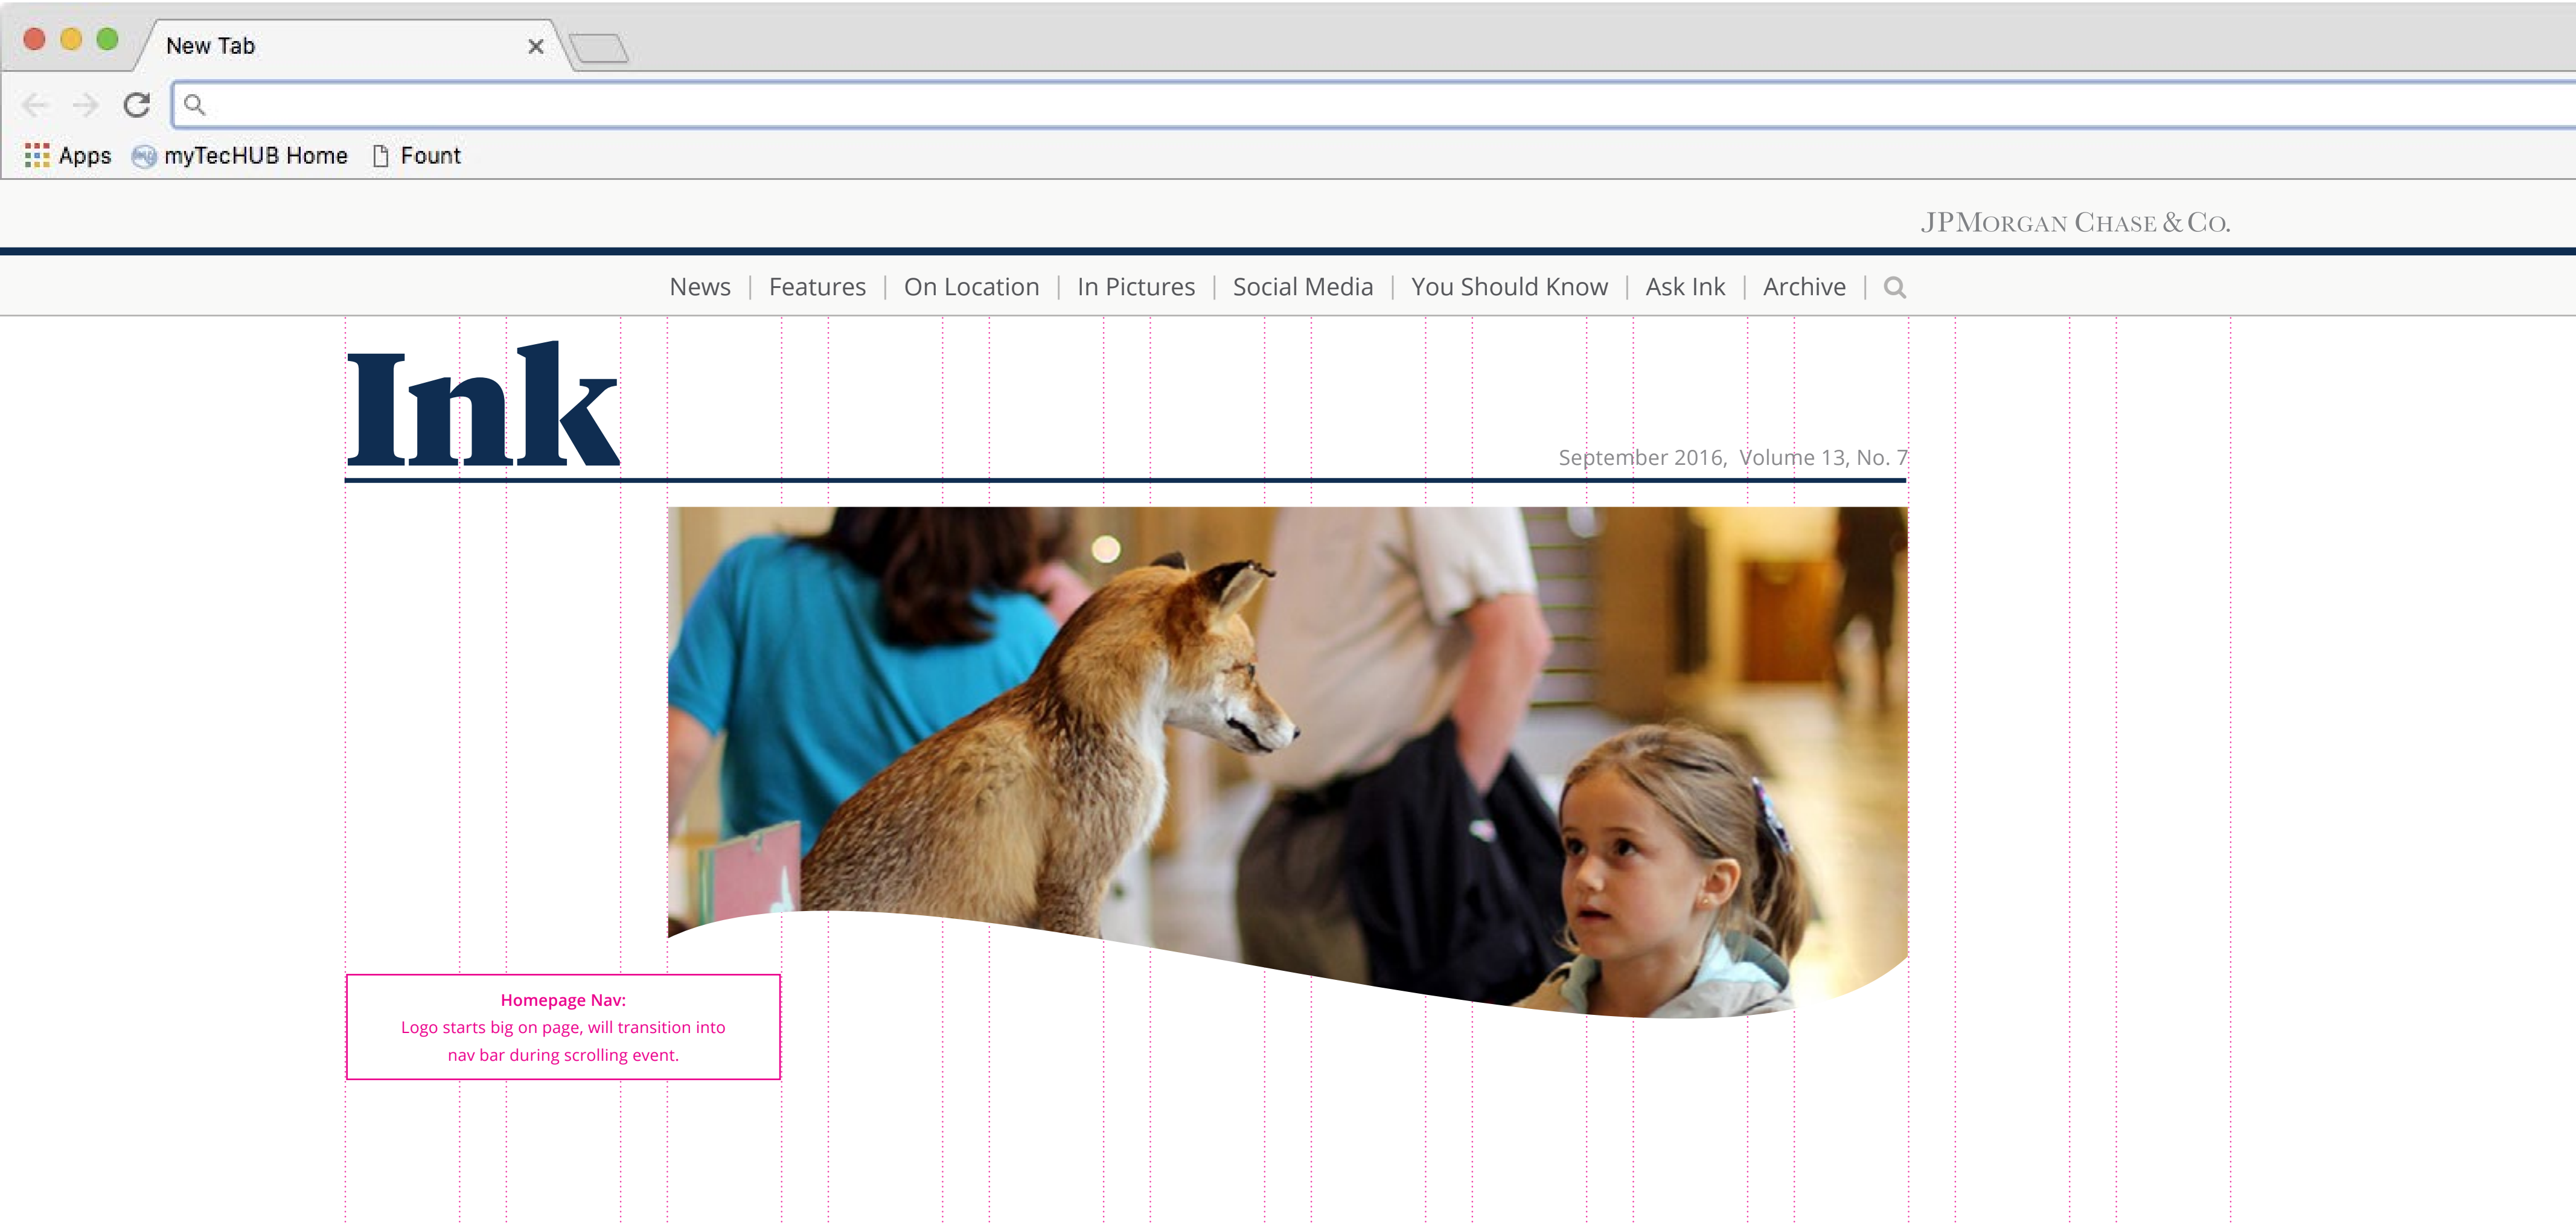 New Tab
Apps myTecHUB Home Fount
JPMORGAN CHASE & CO.
News | Features | On Location | In Pictures | Social Media | You Should Know | Ask Ink | Archive |
Ink
September 2016, Volume 13, No. 7
Homepage Nav:
Logo starts big on page, will transition into
nav bar during scrolling event.